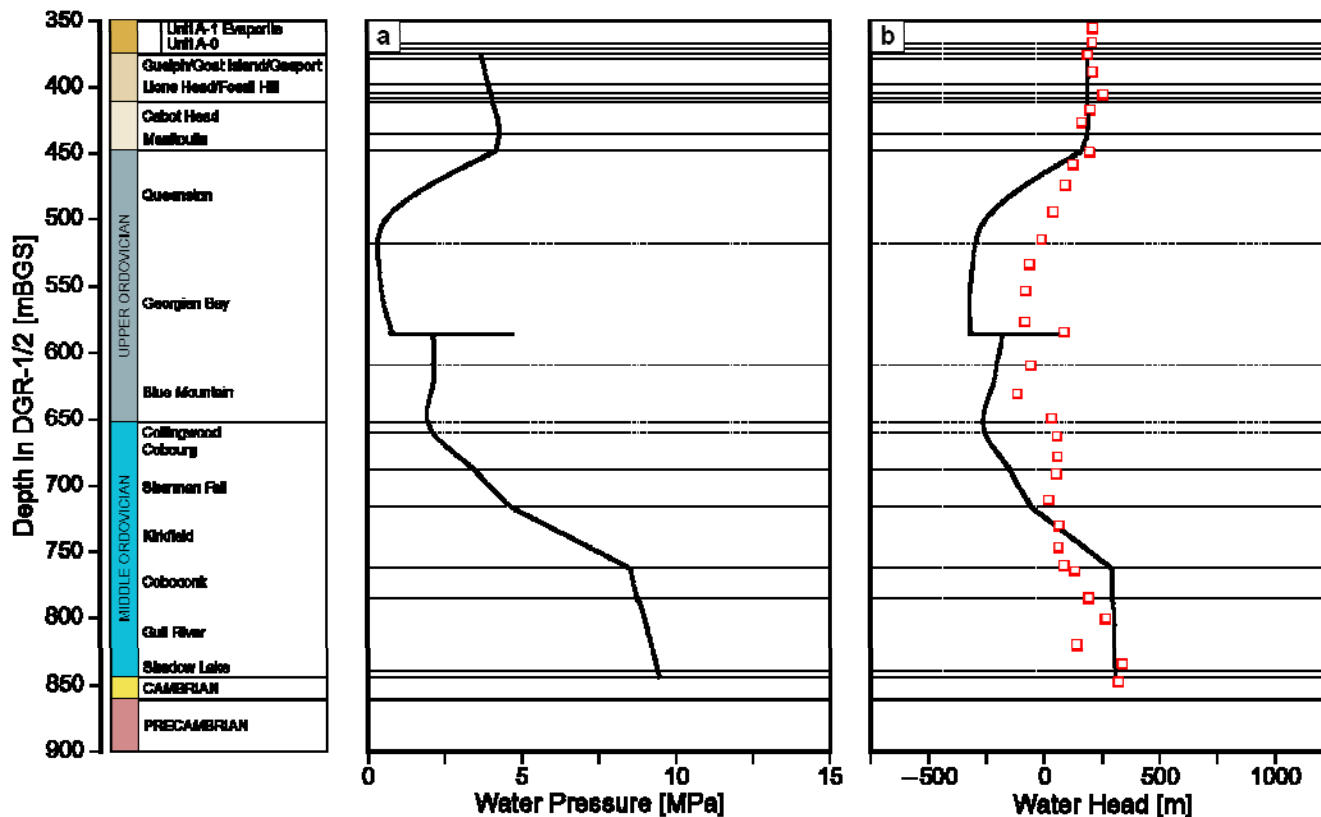 350
400
450
500
550
600
650
700
750
800
850
900
Depth in DGR-1/2 [mBGS]
Unit A-1 Evaporite
Unit A-0
Guelph/Goat Island/Gasport
Lions Head/Fossil Hill
Cabot Head
Manitoulin
UPPER ORDOVICIAN
Queenston
Georgian Bay
Blue Mountain
MIDDLE ORDOVICIAN
Collingwood
Cobourg
Sherman Fall
Kirkfield
Coboconk
Gull River
Shadow Lake
CAMBRIAN
PRECAMBRIAN
a
0 5 10 15
Water Pressure [MPa]
b
−500 0 500 1000
Water Head [m]